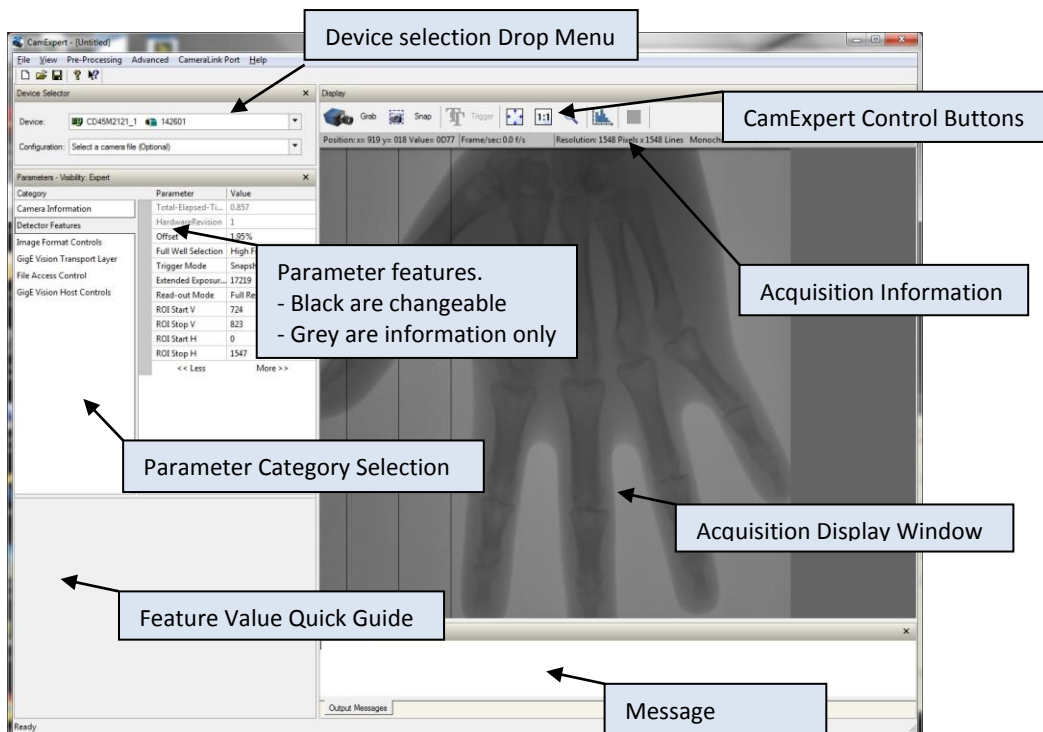 CamExpert - [Untitled]
Device selection Drop Menu
File View Pre-Processing Advanced CameraLink Port Help
Device Selector
Display
Device: CD45M2121_1 142601
Grab Snap Trigger 1:1
CamExpert Control Buttons
Configuration: Select a camera file (Optional)
Position: x= 919 y= 018 Value= 0D77 Frame/sec: 0.0 f/s Resolution: 1548 Pixels x 1548 Lines
Parameters - Visibility: Expert
Category Parameter Value
Camera Information
Detector Features
Image Format Controls
GigE Vision Transport Layer
File Access Control
GigE Vision Host Controls
Total-Elapsed-Ti... 0.857
HardwareRevision 1
Offset 1.95%
Full Well Selection High F
Trigger Mode Snapsh
Extended Exposur... 17219
Read-out Mode Full Re
ROI Start V 724
ROI Stop V 823
ROI Start H 0
ROI Stop H 1547
<< Less More >>
Parameter features.
- Black are changeable
- Grey are information only
Acquisition Information
Parameter Category Selection
Acquisition Display Window
Feature Value Quick Guide
Message
Output Messages
Ready